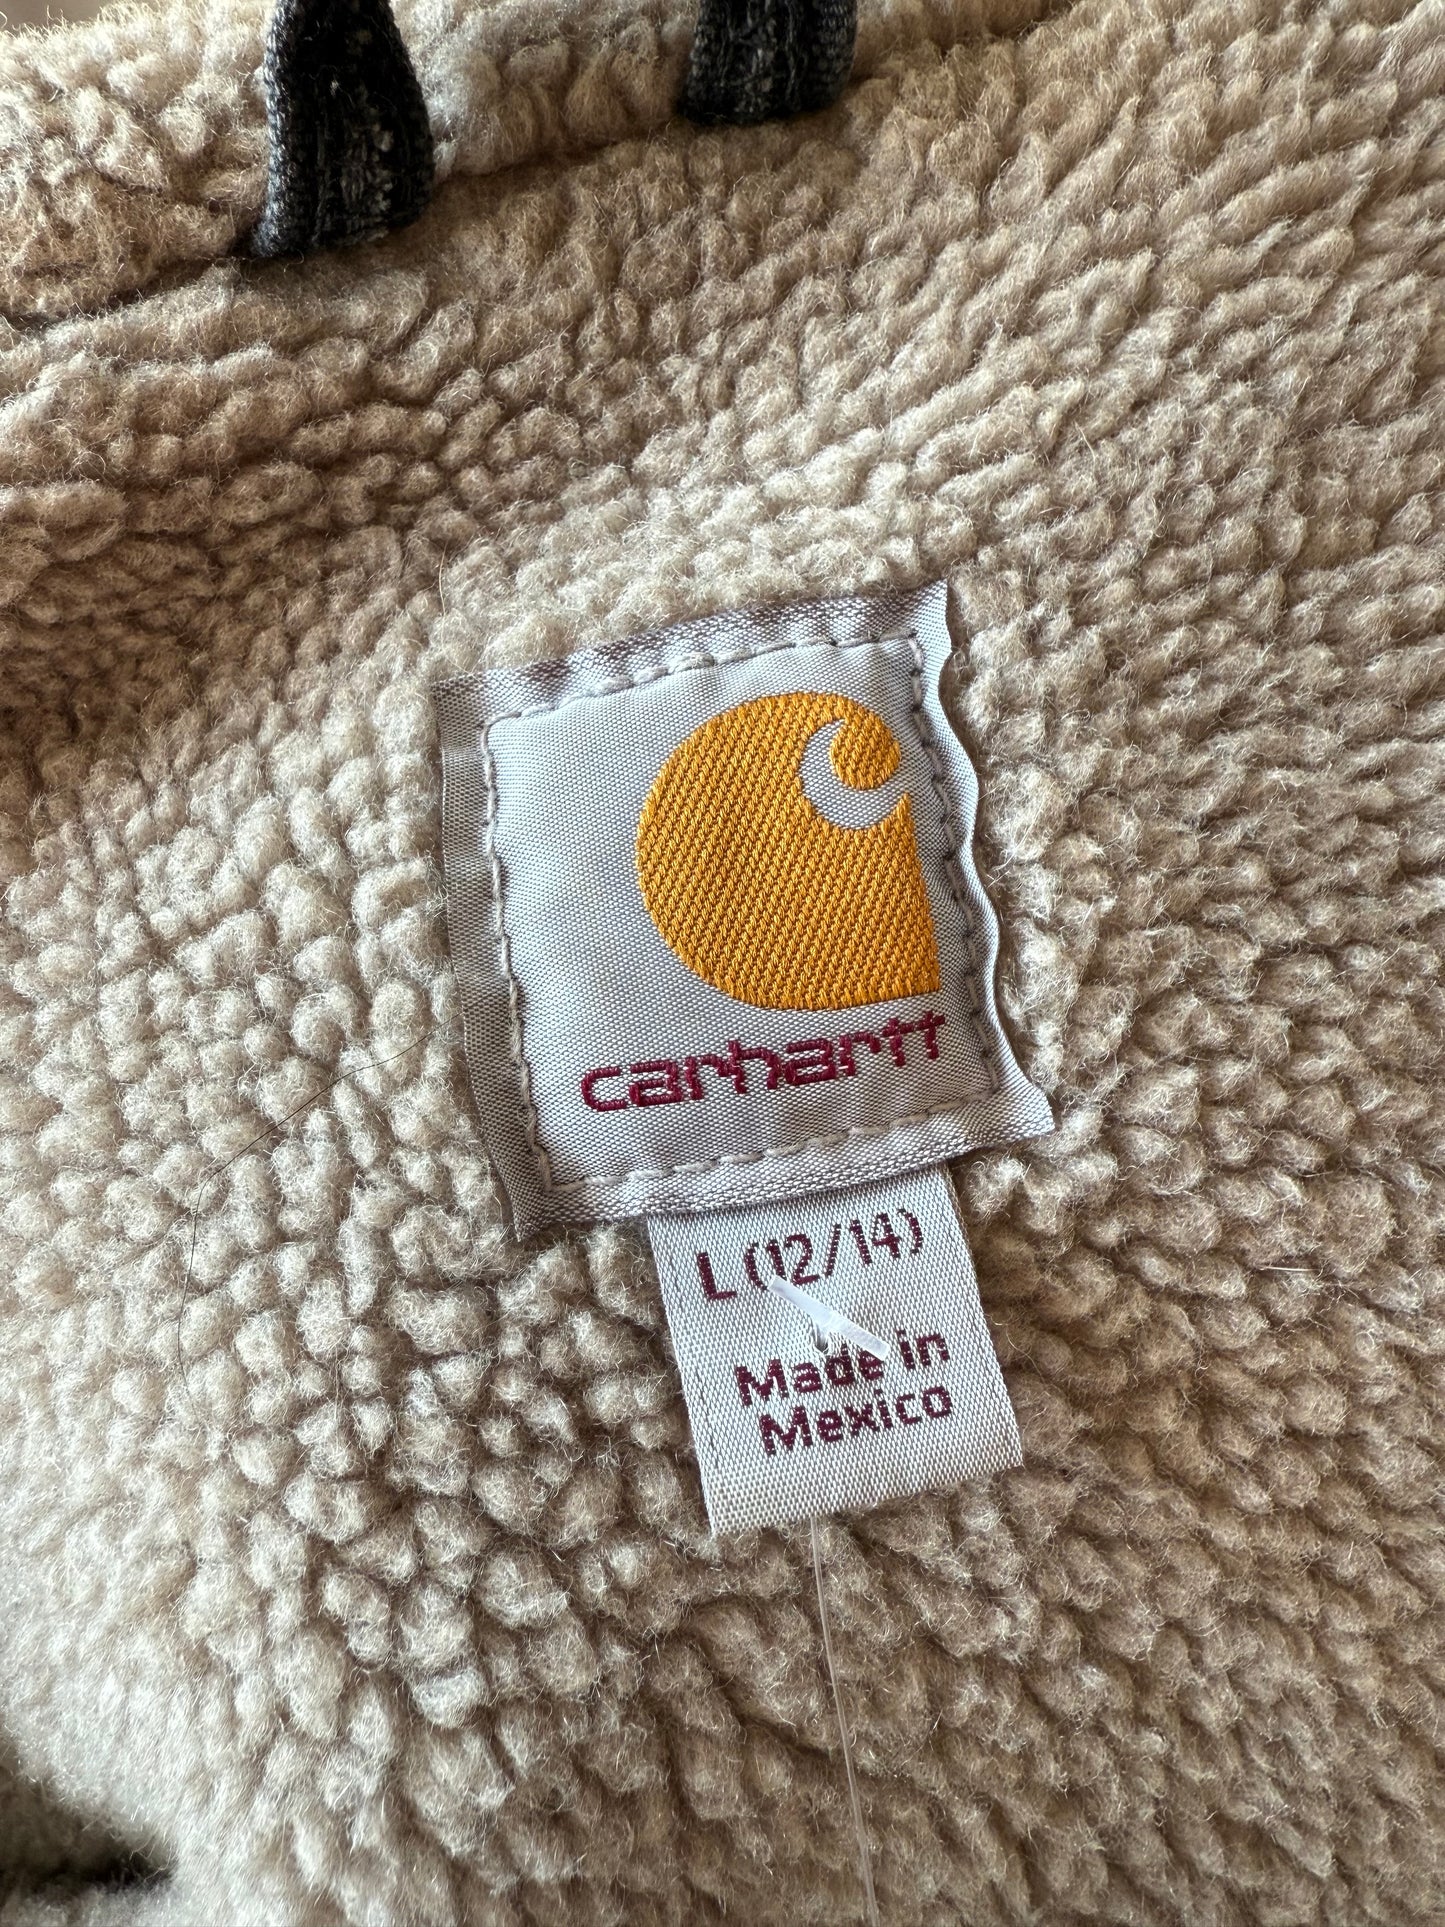 carhartt
L (12/14)
Made in
Mexico